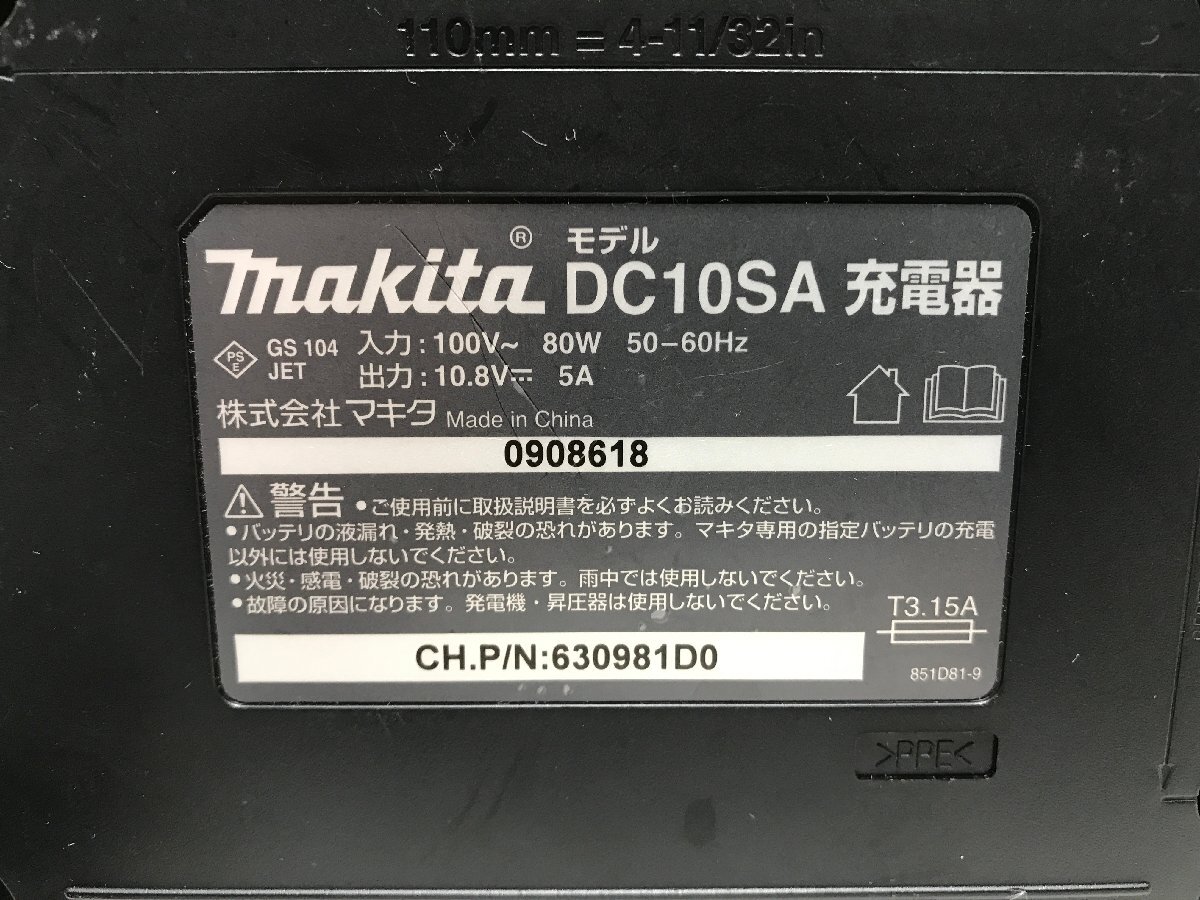 110mm = 4-11/32in
makita® モデル DC10SA 充電器
PS E GS 104 JET
入力:100V~ 80W 50-60Hz
出力:10.8V⎓ 5A
株式会社マキタ Made in China
0908618
警告 ●ご使用前に取扱説明書を必ずよくお読みください。
●バッテリの液漏れ・発熱・破裂の恐れがあります。マキタ専用の指定バッテリの充電
以外には使用しないでください。
●火災・感電・破裂の恐れがあります。雨中では使用しないでください。
●故障の原因になります。発電機・昇圧器は使用しないでください。
T3.15A
CH.P/N:630981D0
851D81-9
>PPE<